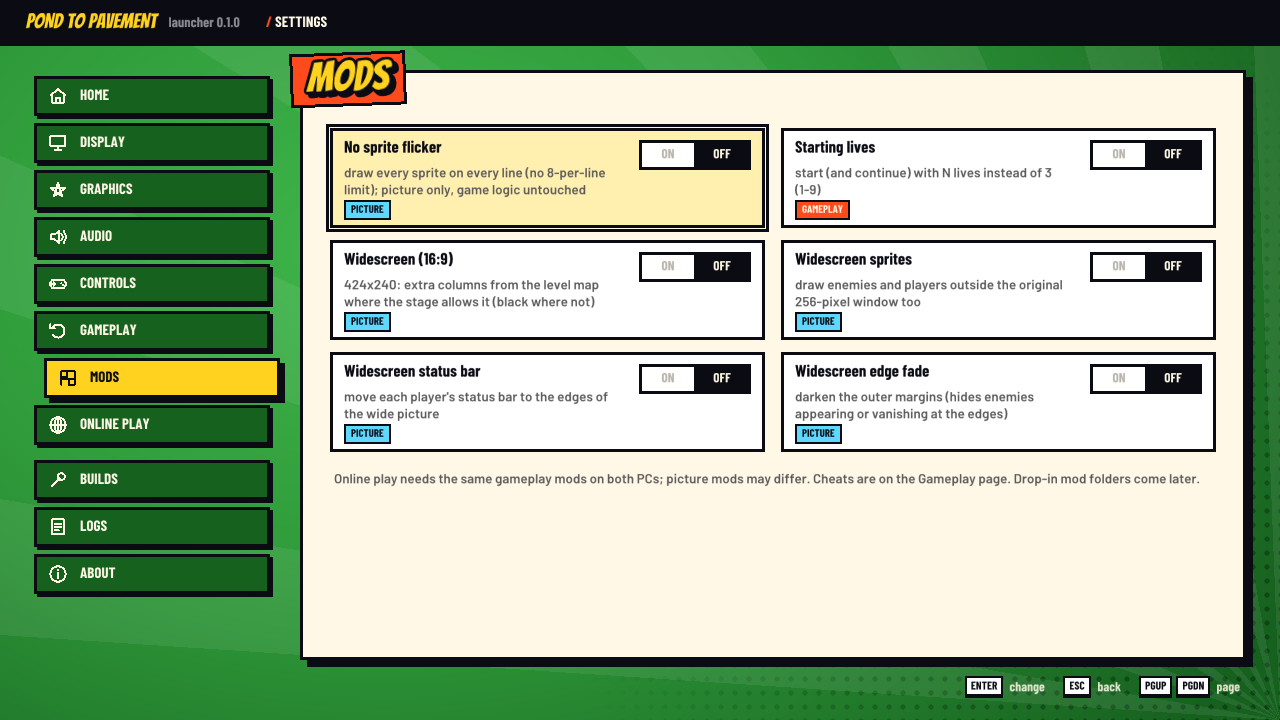 POND TO PAVEMENT launcher 0.1.0 / SETTINGS
MODS
HOME
DISPLAY
GRAPHICS
AUDIO
CONTROLS
GAMEPLAY
MODS
ONLINE PLAY
BUILDS
LOGS
ABOUT
No sprite flicker
ON OFF
draw every sprite on every line (no 8-per-line
limit); picture only, game logic untouched
PICTURE
Starting lives
ON OFF
start (and continue) with N lives instead of 3
(1-9)
GAMEPLAY
Widescreen (16:9)
ON OFF
424x240: extra columns from the level map
where the stage allows it (black where not)
PICTURE
Widescreen sprites
ON OFF
draw enemies and players outside the original
256-pixel window too
PICTURE
Widescreen status bar
ON OFF
move each player's status bar to the edges of
the wide picture
PICTURE
Widescreen edge fade
ON OFF
darken the outer margins (hides enemies
appearing or vanishing at the edges)
PICTURE
Online play needs the same gameplay mods on both PCs; picture mods may differ. Cheats are on the Gameplay page. Drop-in mod folders come later.
ENTER change ESC back PGUP PGDN page